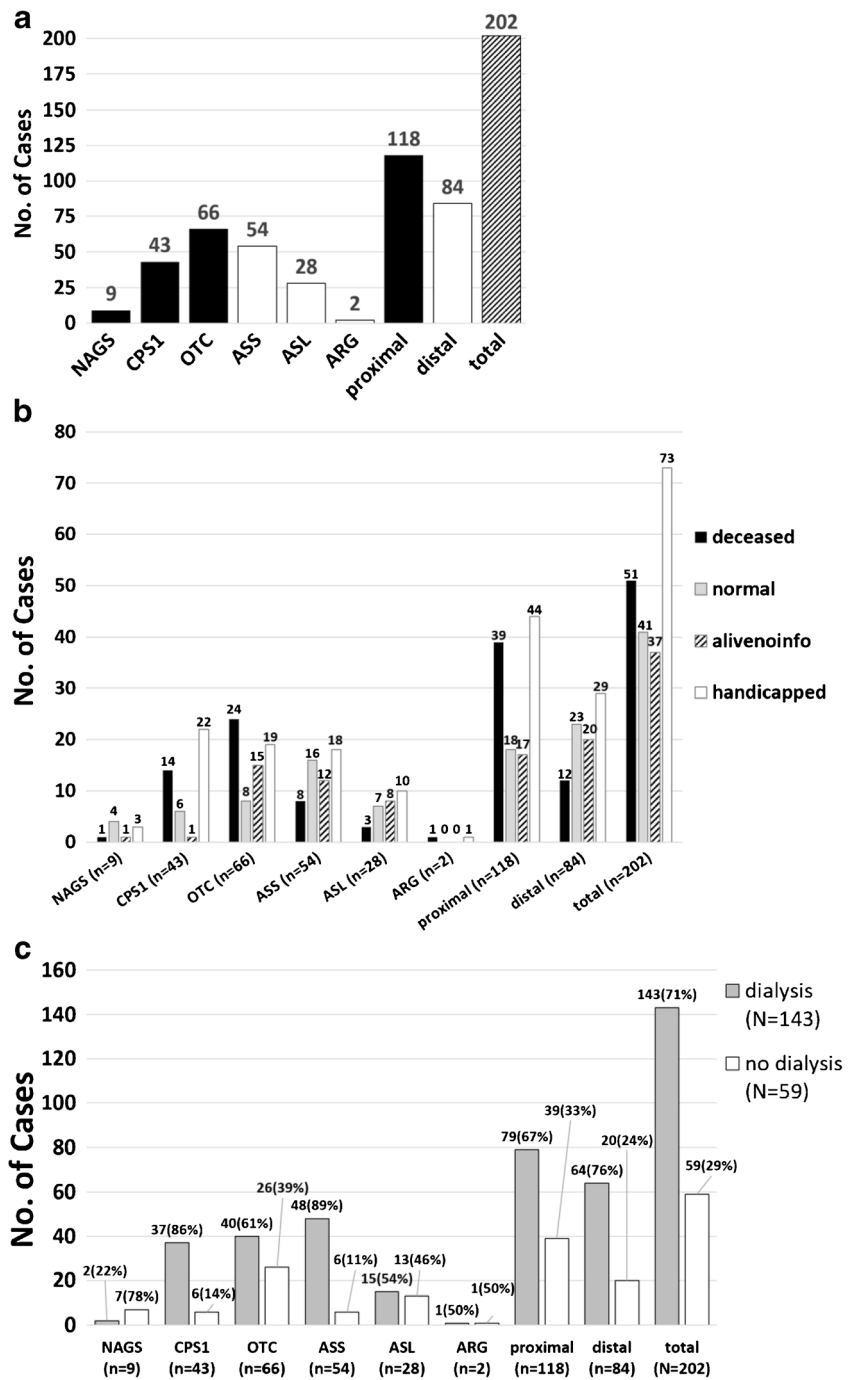 a
No. of Cases
200
175
150
125
100
75
50
25
0
9
43
66
54
28
2
118
84
202
NAGS
CPS1
OTC
ASS
ASL
ARG
proximal
distal
total
b
No. of Cases
80
70
60
50
40
30
20
10
0
1 4 1 3
14 6 1 22
24 8 15 19
8 16 12 18
3 7 8 10
1 0 0 1
39 18 17 44
12 23 20 29
51 41 37 73
NAGS (n=9)
CPS1 (n=43)
OTC (n=66)
ASS (n=54)
ASL (n=28)
ARG (n=2)
proximal (n=118)
distal (n=84)
total (n=202)
deceased
normal
alivenoinfo
handicapped
c
No. of Cases
160
140
120
100
80
60
40
20
0
2(22%)
7(78%)
37(86%)
6(14%)
40(61%)
26(39%)
48(89%)
6(11%)
15(54%)
13(46%)
1(50%)
1(50%)
79(67%)
39(33%)
64(76%)
20(24%)
143(71%)
59(29%)
NAGS
(n=9)
CPS1
(n=43)
OTC
(n=66)
ASS
(n=54)
ASL
(n=28)
ARG
(n=2)
proximal
(n=118)
distal
(n=84)
total
(N=202)
dialysis
(N=143)
no dialysis
(N=59)